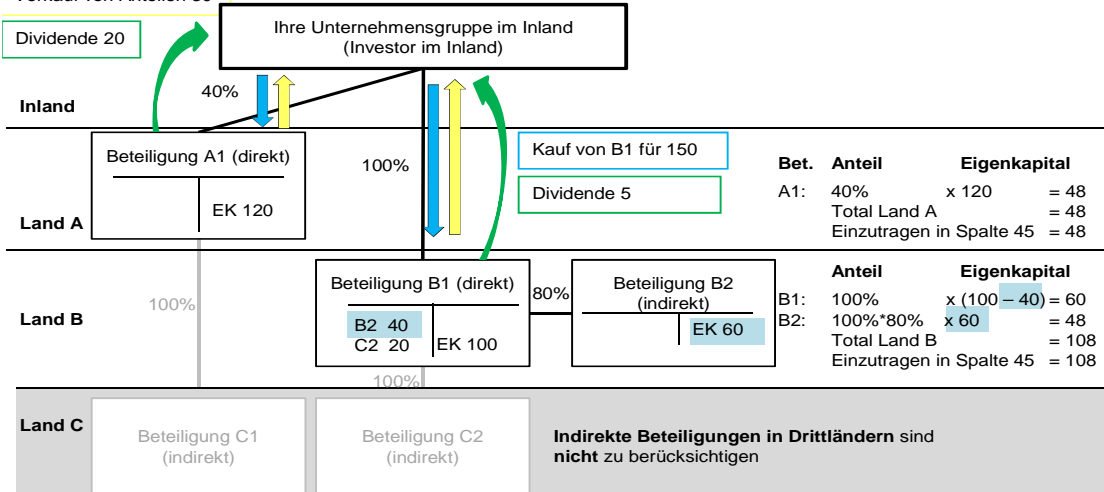 Dividende 20
Ihre Unternehmensgruppe im Inland
(Investor im Inland)
40%
Inland
Beteiligung A1 (direkt)
EK 120
100%
Kauf von B1 für 150
Dividende 5
Bet. Anteil Eigenkapital
A1: 40% x 120 = 48
Total Land A = 48
Einzutragen in Spalte 45 = 48
Land A
100%
Beteiligung B1 (direkt)
B2 40
C2 20
EK 100
80%
Beteiligung B2
(indirekt)
EK 60
Anteil Eigenkapital
B1: 100% x (100 – 40) = 60
B2: 100%*80% x 60 = 48
Total Land B = 108
Einzutragen in Spalte 45 = 108
Land B
100%
Land C
Beteiligung C1
(indirekt)
Beteiligung C2
(indirekt)
Indirekte Beteiligungen in Drittländern sind
nicht zu berücksichtigen